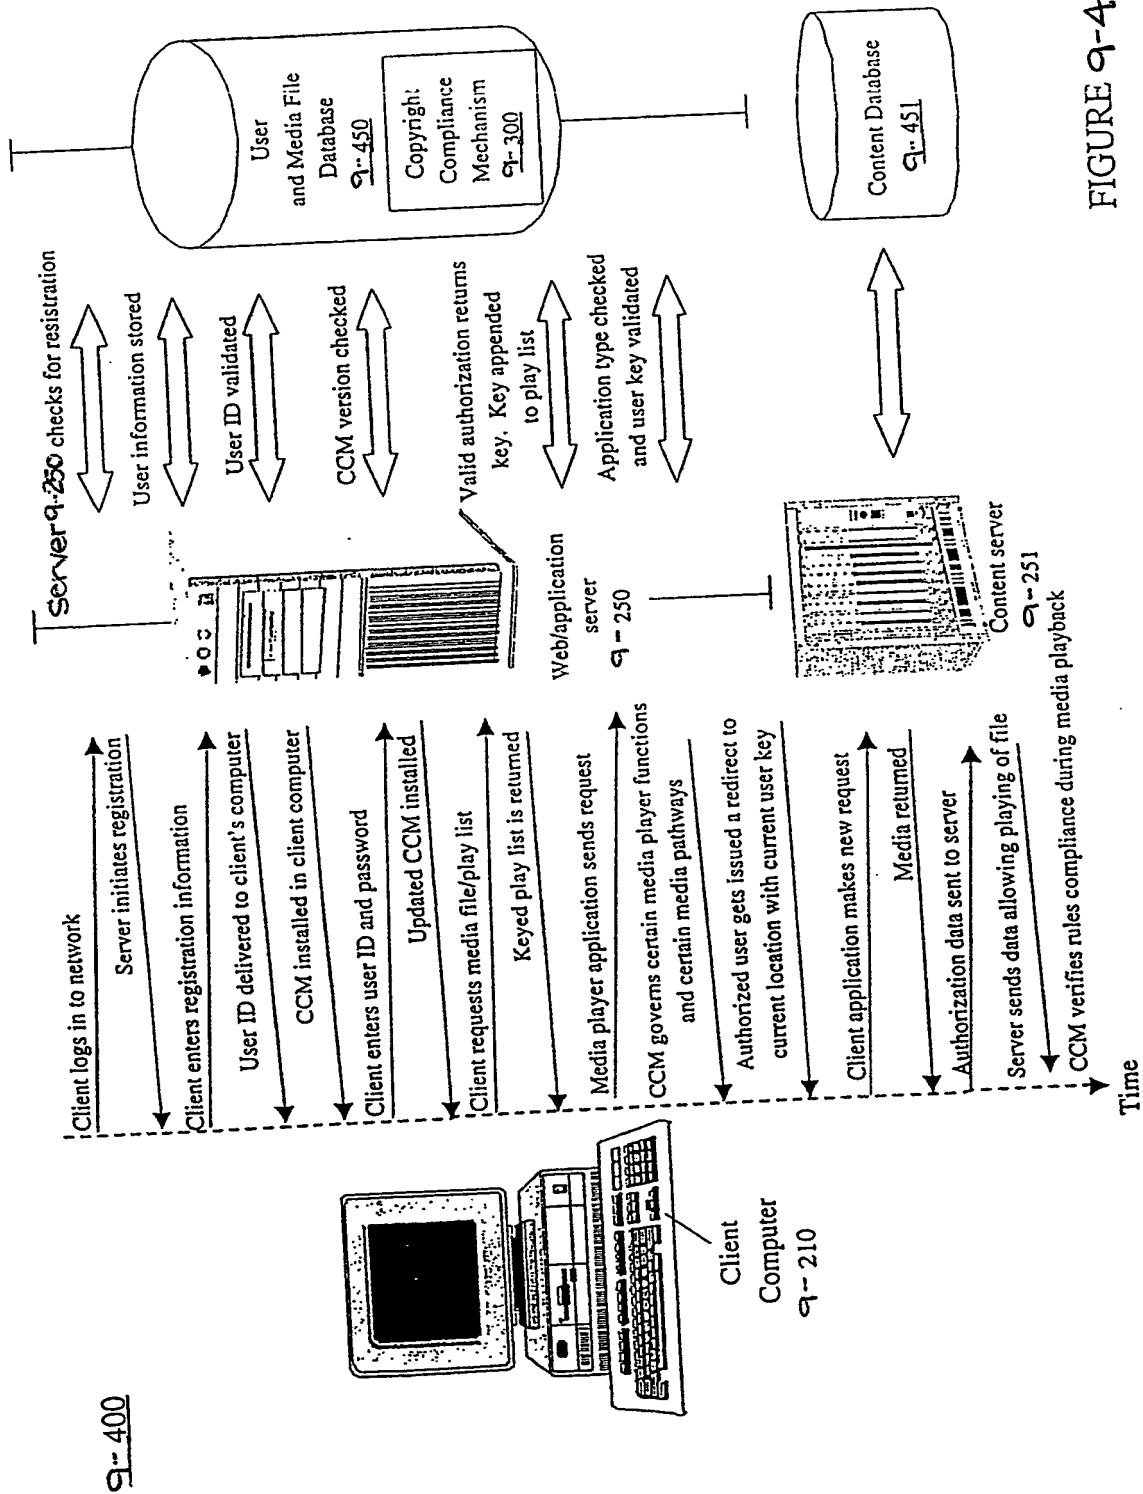 9-400
Client
Computer
9-210
Client logs in to network
Server initiates registration
Client enters registration information
User ID delivered to client's computer
CCM installed in client computer
Client enters user ID and password
Updated CCM installed
Client requests media file/play list
Keyed play list is returned
Media player application sends request
CCM governs certain media player functions
and certain media pathways
Authorized user gets issued a redirect to
current location with current user key
Client application makes new request
Media returned
Authorization data sent to server
Server sends data allowing playing of file
CCM verifies rules compliance during media playback
Time
Web/application
server
9-250
Content server
9-251
Server 9-250 checks for resistration
User information stored
User ID validated
CCM version checked
Valid authorization returns
key. Key appended
to play list
Application type checked
and user key validated
User
and Media File
Database
9-450
Copyright
Compliance
Mechanism
9-300
Content Database
9-451
FIGURE 9-4